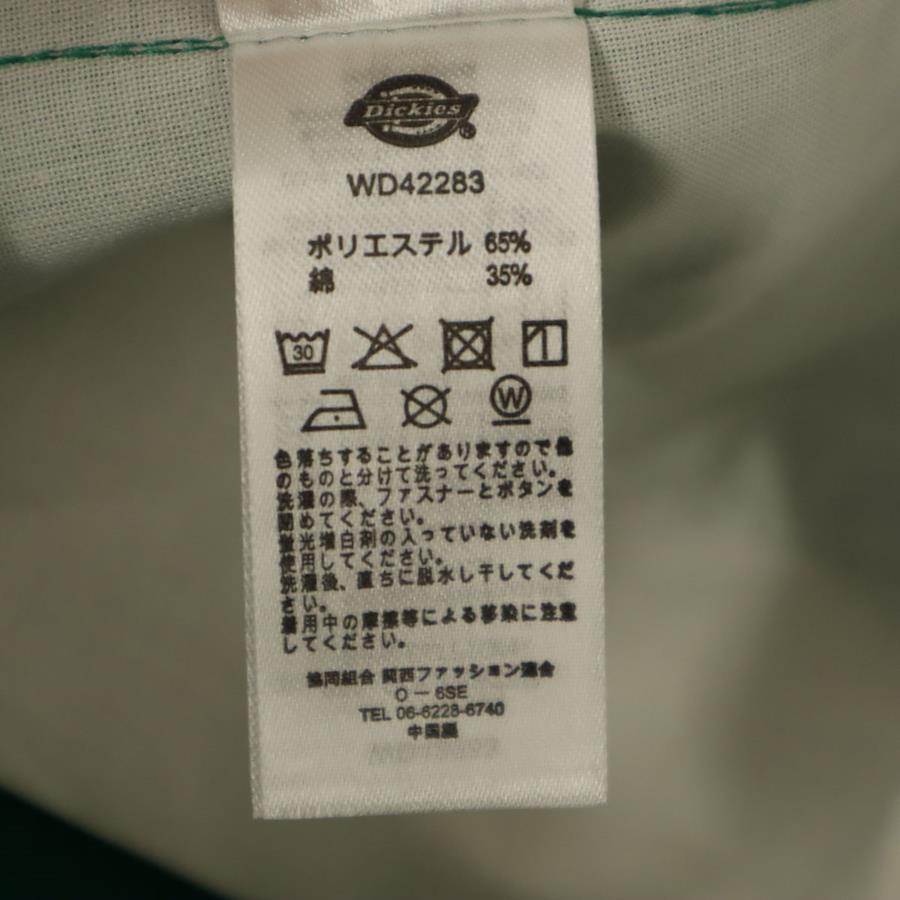 Dickies®
WD42283
ポリエステル 65%
綿 35%
30
W
色落ちすることがありますので他
のものと分けて洗ってください。
洗濯の際、ファスナーとボタンを
閉めてください。
蛍光増白剤の入っていない洗剤を
使用してください。
洗濯後、直ちに脱水し干してくだ
さい。
着用中の摩擦等による移染に注意
してください。
協同組合 関西ファッション連合
O － 6SE
TEL 06-6228-6740
中国製